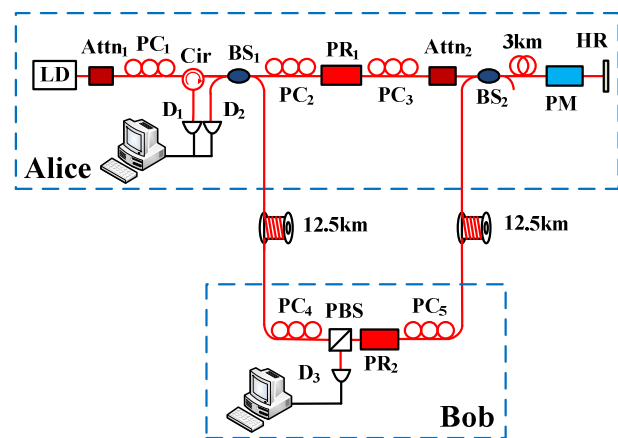 LD
Attn1
PC1
Cir
BS1
PC2
PR1
PC3
Attn2
BS2
3km
PM
HR
D1
D2
Alice
12.5km
12.5km
PC4
PBS
PR2
PC5
D3
Bob